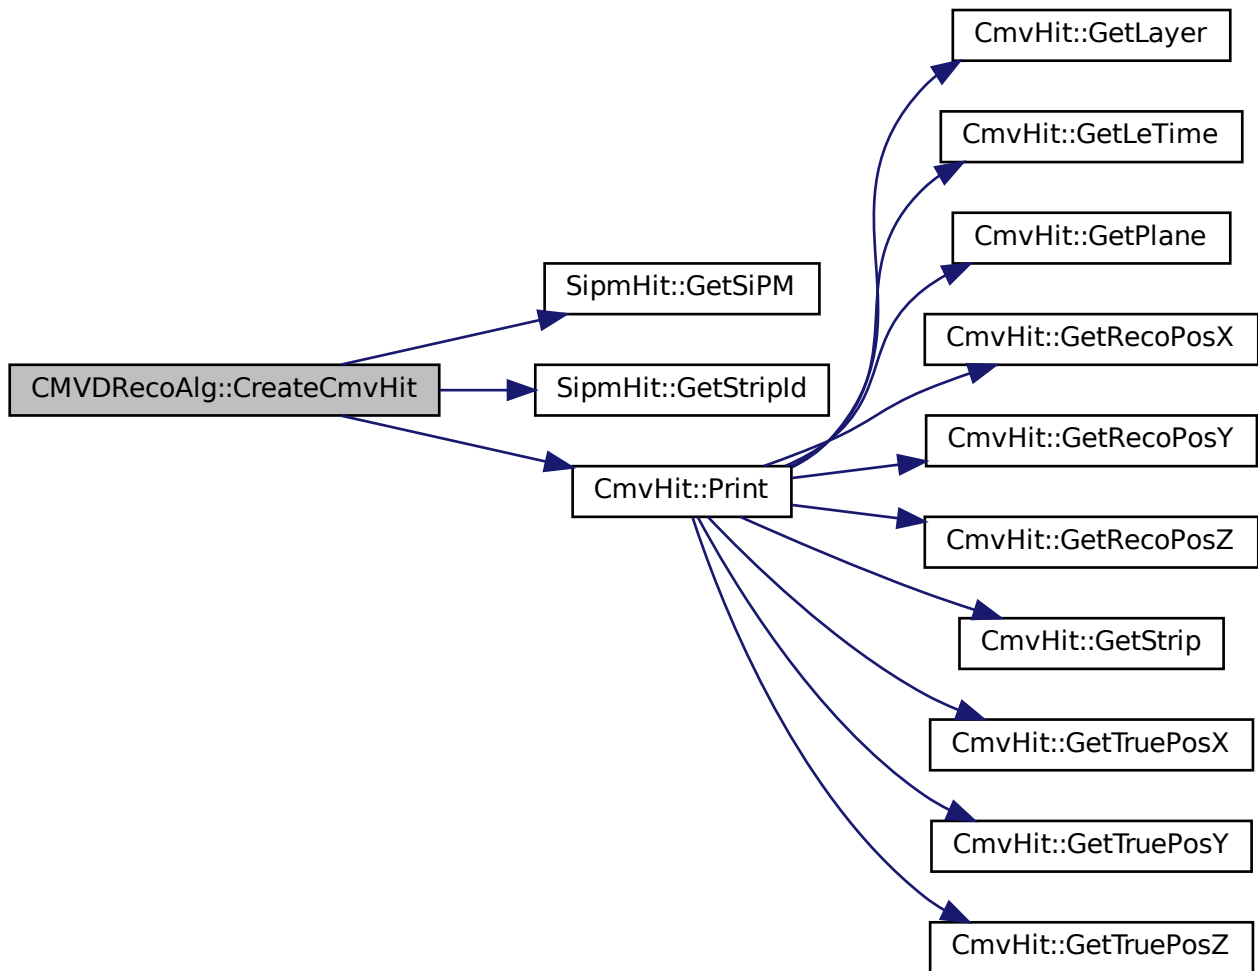 CMVDRecoAlg::CreateCmvHit
SipmHit::GetSiPM
SipmHit::GetStripId
CmvHit::Print
CmvHit::GetLayer
CmvHit::GetLeTime
CmvHit::GetPlane
CmvHit::GetRecoPosX
CmvHit::GetRecoPosY
CmvHit::GetRecoPosZ
CmvHit::GetStrip
CmvHit::GetTruePosX
CmvHit::GetTruePosY
CmvHit::GetTruePosZ